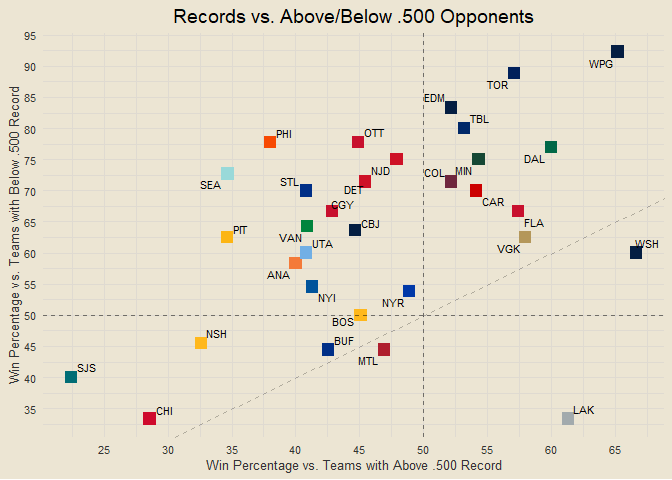 Records vs. Above/Below .500 Opponents
95
90
85
80
75
70
65
60
55
50
45
40
35
Win Percentage vs. Teams with Below .500 Record
WPG
TOR
EDM
TBL
PHI
OTT
DAL
NJD
COL
MIN
SEA
STL
DET
CAR
CGY
FLA
PIT
CBJ
VAN
UTA
VGK
WSH
ANA
NYI
NYR
BOS
NSH
BUF
MTL
SJS
CHI
LAK
25
30
35
40
45
50
55
60
65
Win Percentage vs. Teams with Above .500 Record